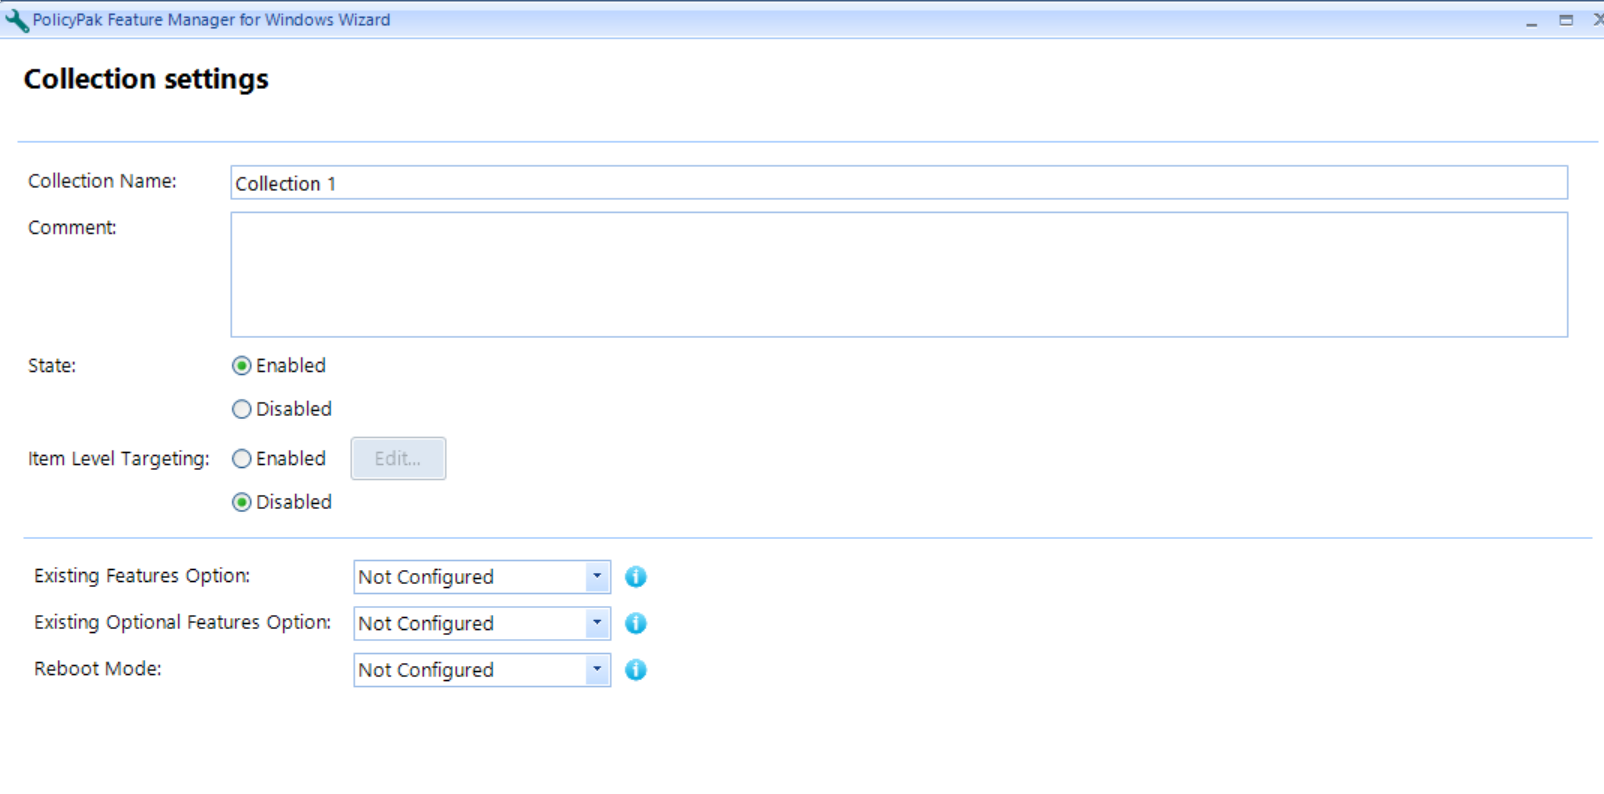 PolicyPak Feature Manager for Windows Wizard
Collection settings
Collection Name: Collection 1
Comment:
State: Enabled
Disabled
Item Level Targeting: Enabled Edit...
Disabled
Existing Features Option: Not Configured
Existing Optional Features Option: Not Configured
Reboot Mode: Not Configured